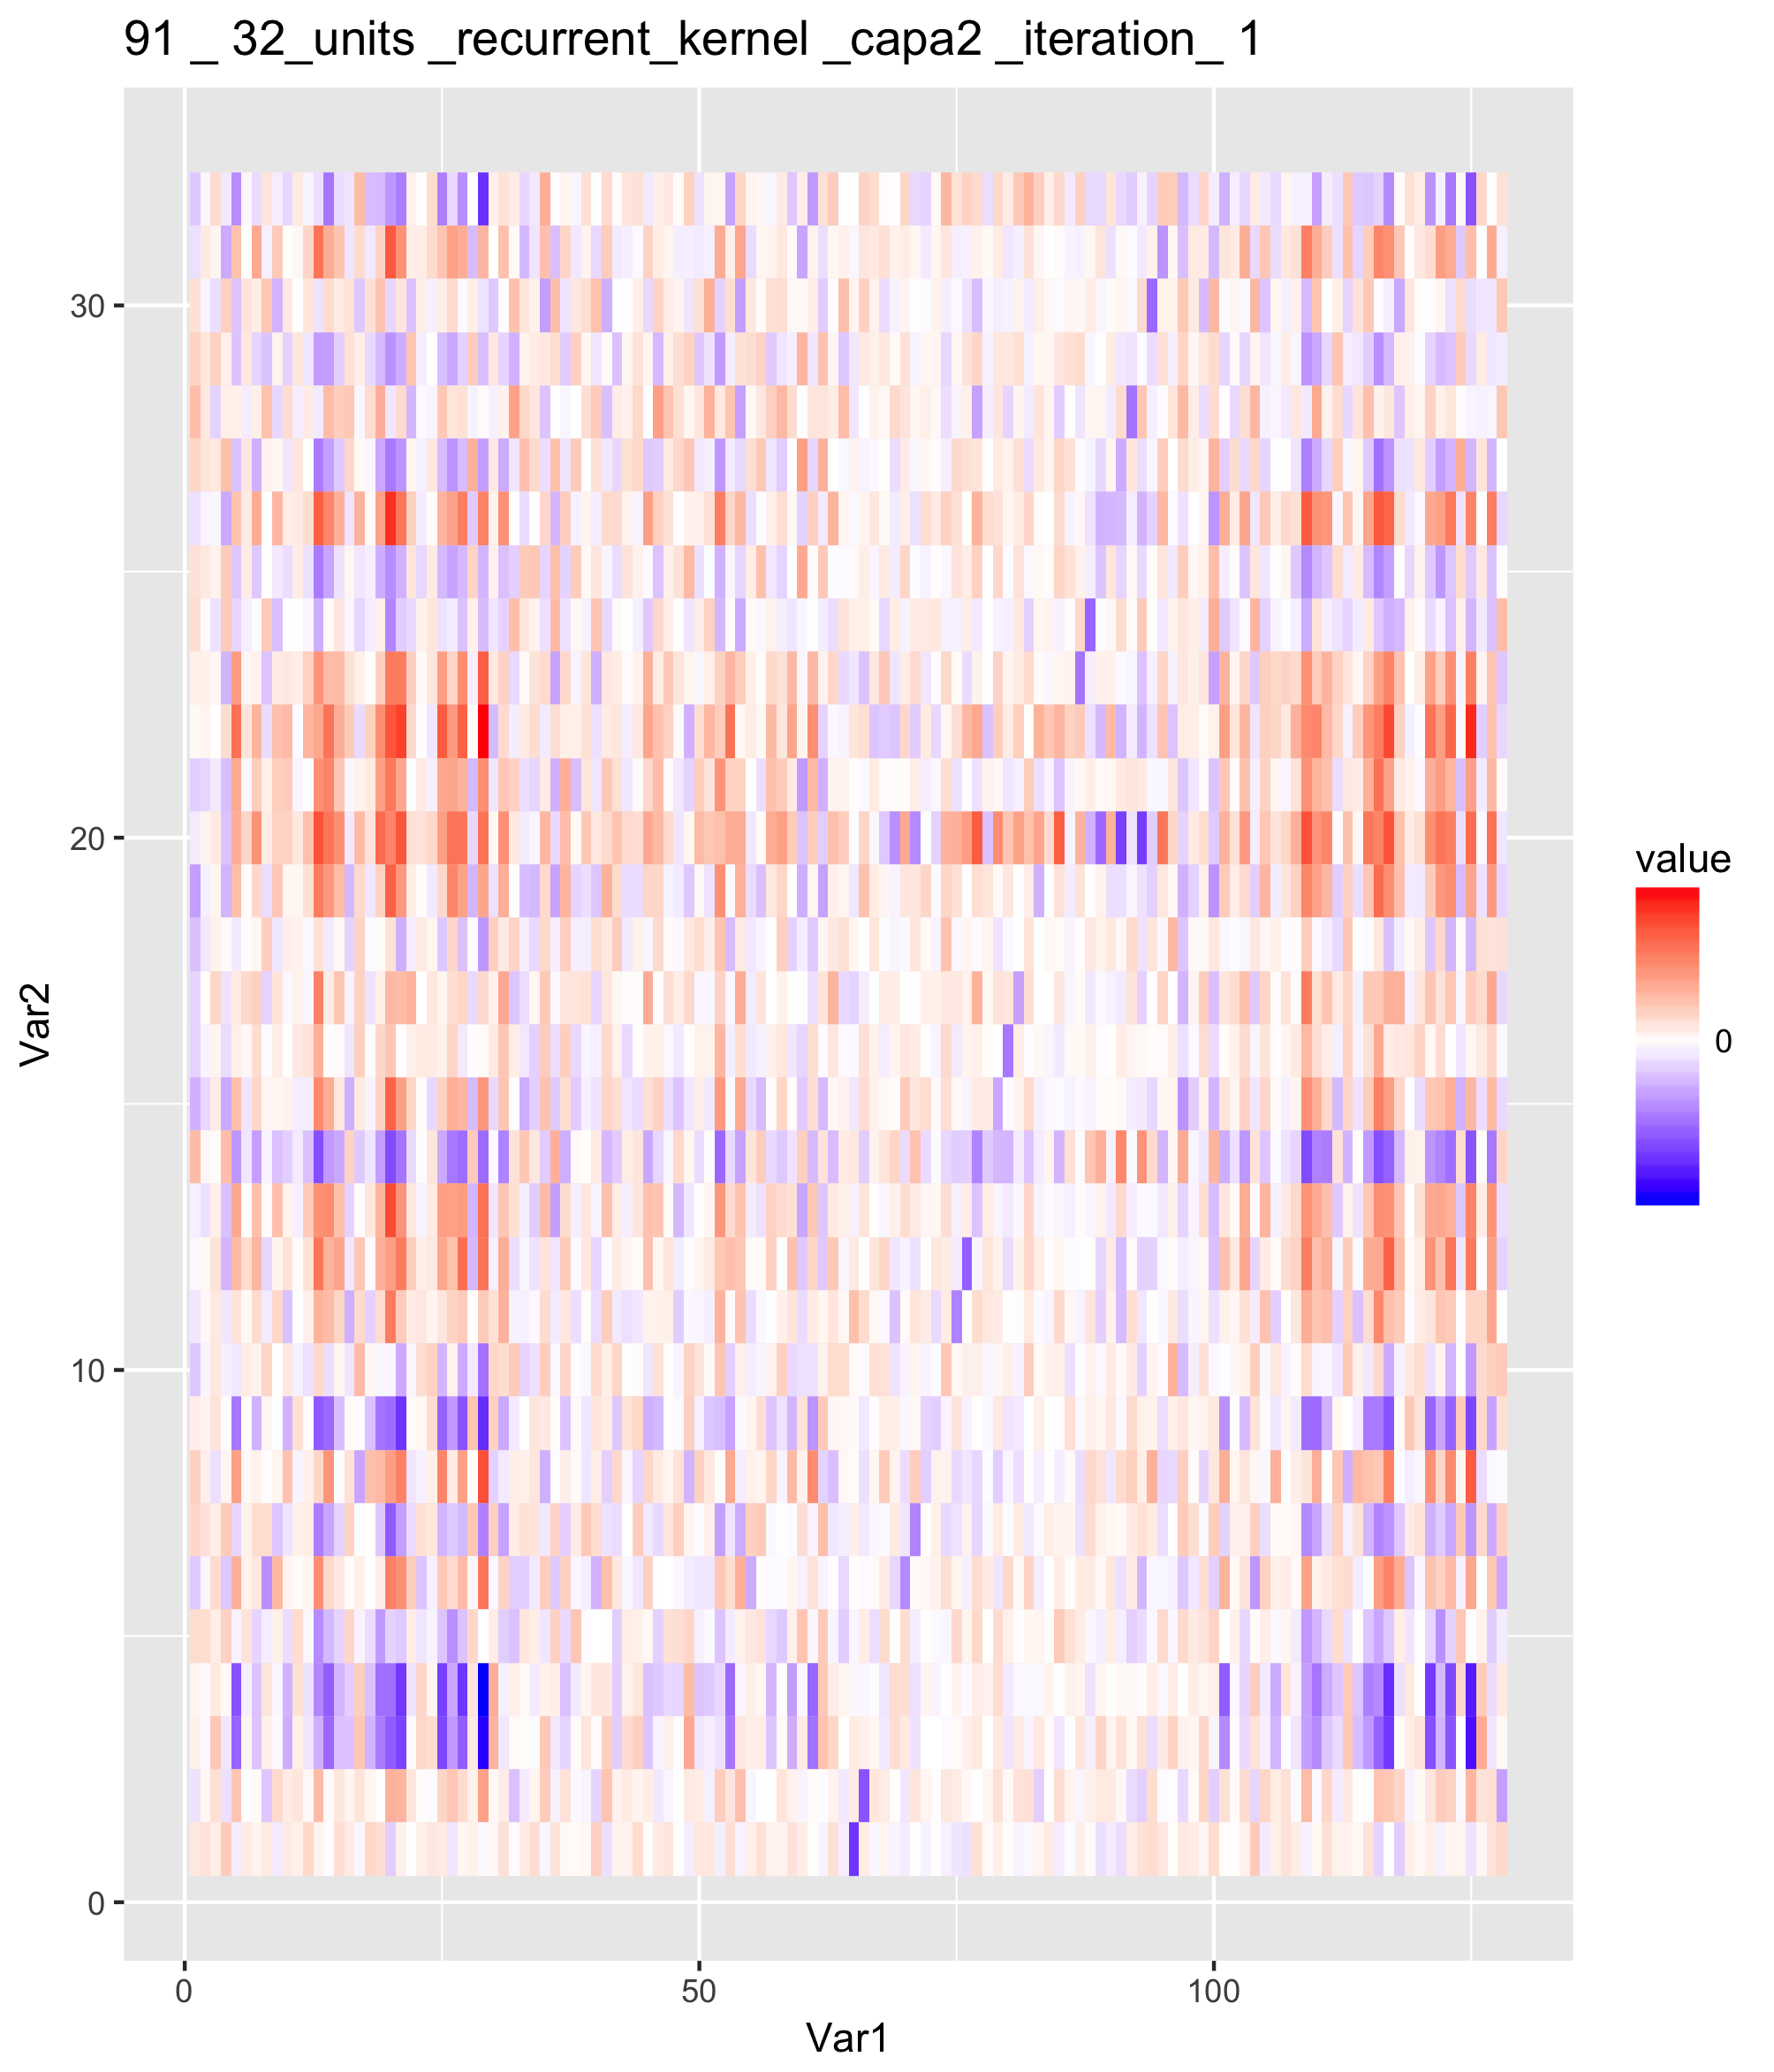 91 _ 32_units _recurrent_kernel _capa2 _iteration_ 1
30
20
10
0
Var2
0
50
100
Var1
value
0